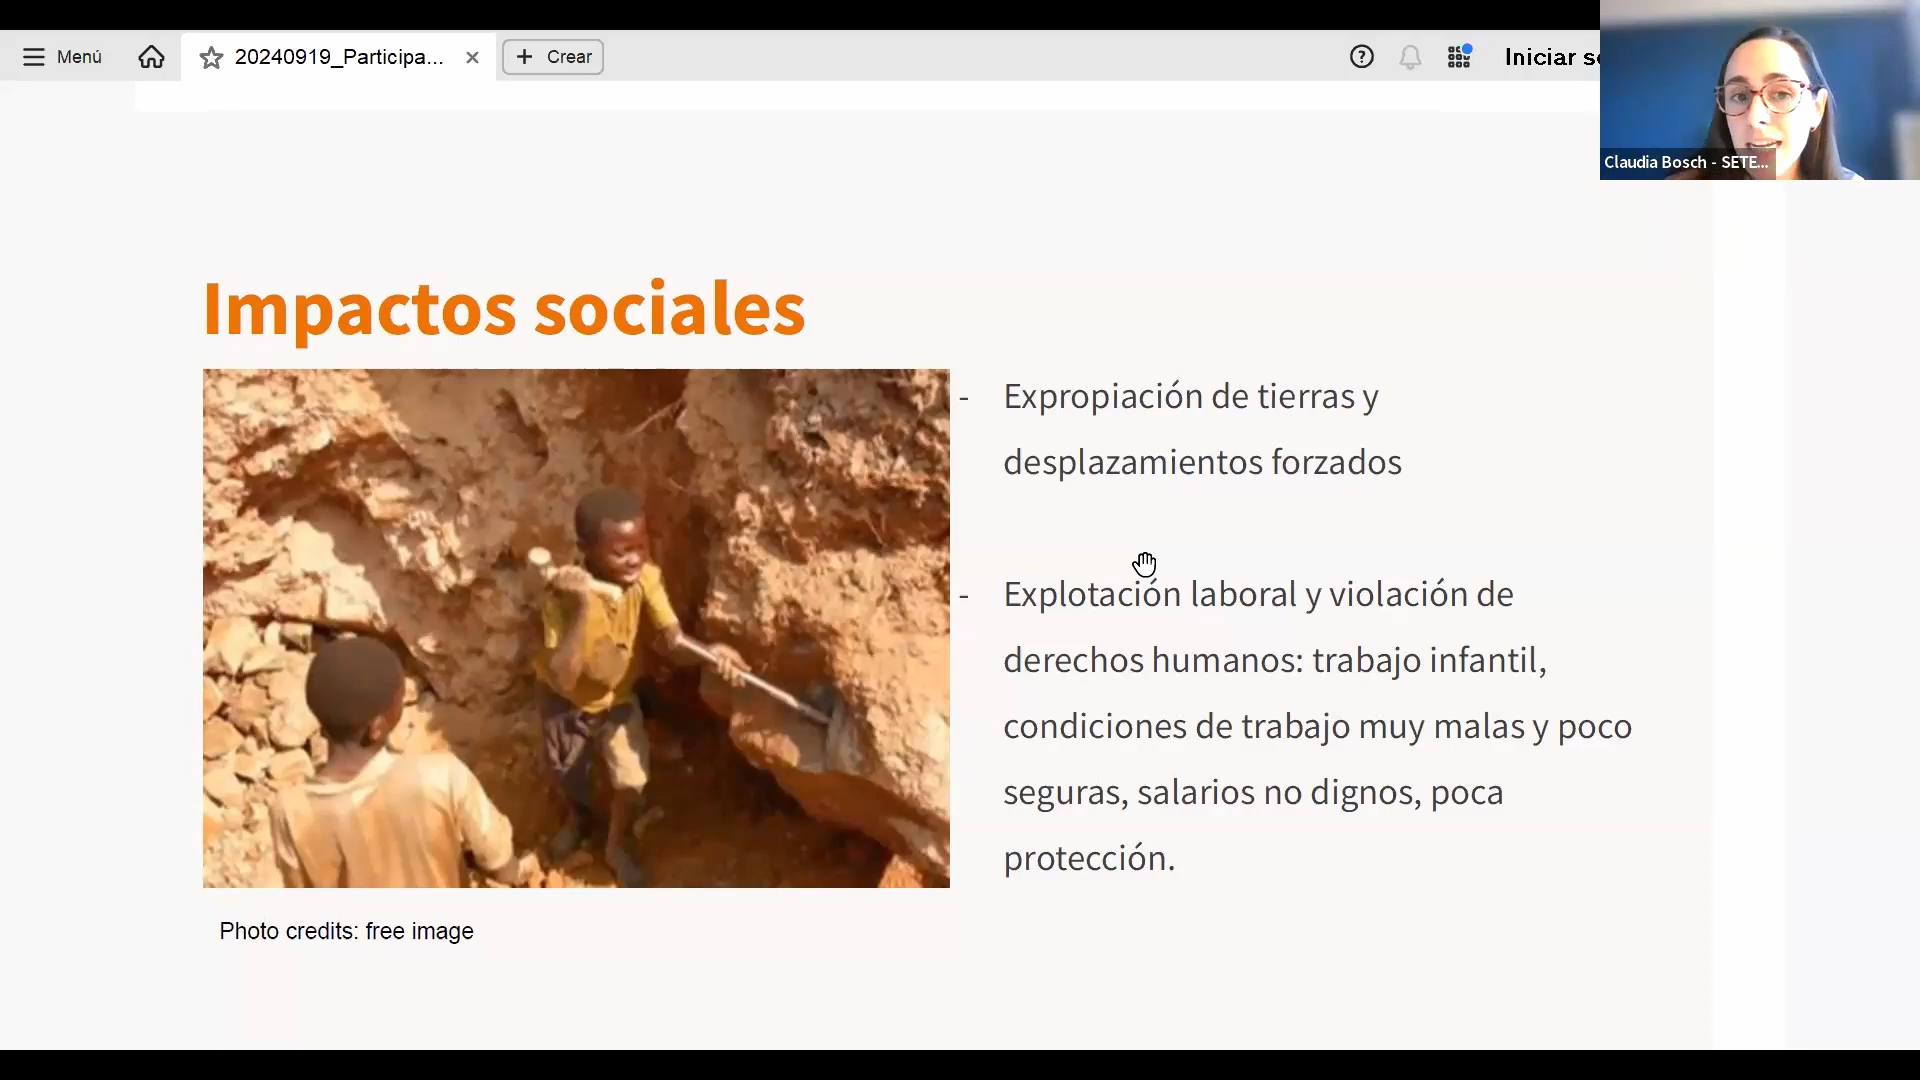 Menú
20240919_Participa...
Crear
Iniciar
Claudia Bosch - SETE...
Impactos sociales
- Expropiación de tierras y
desplazamientos forzados
- Explotación laboral y violación de
derechos humanos: trabajo infantil,
condiciones de trabajo muy malas y poco
seguras, salarios no dignos, poca
protección.
Photo credits: free image